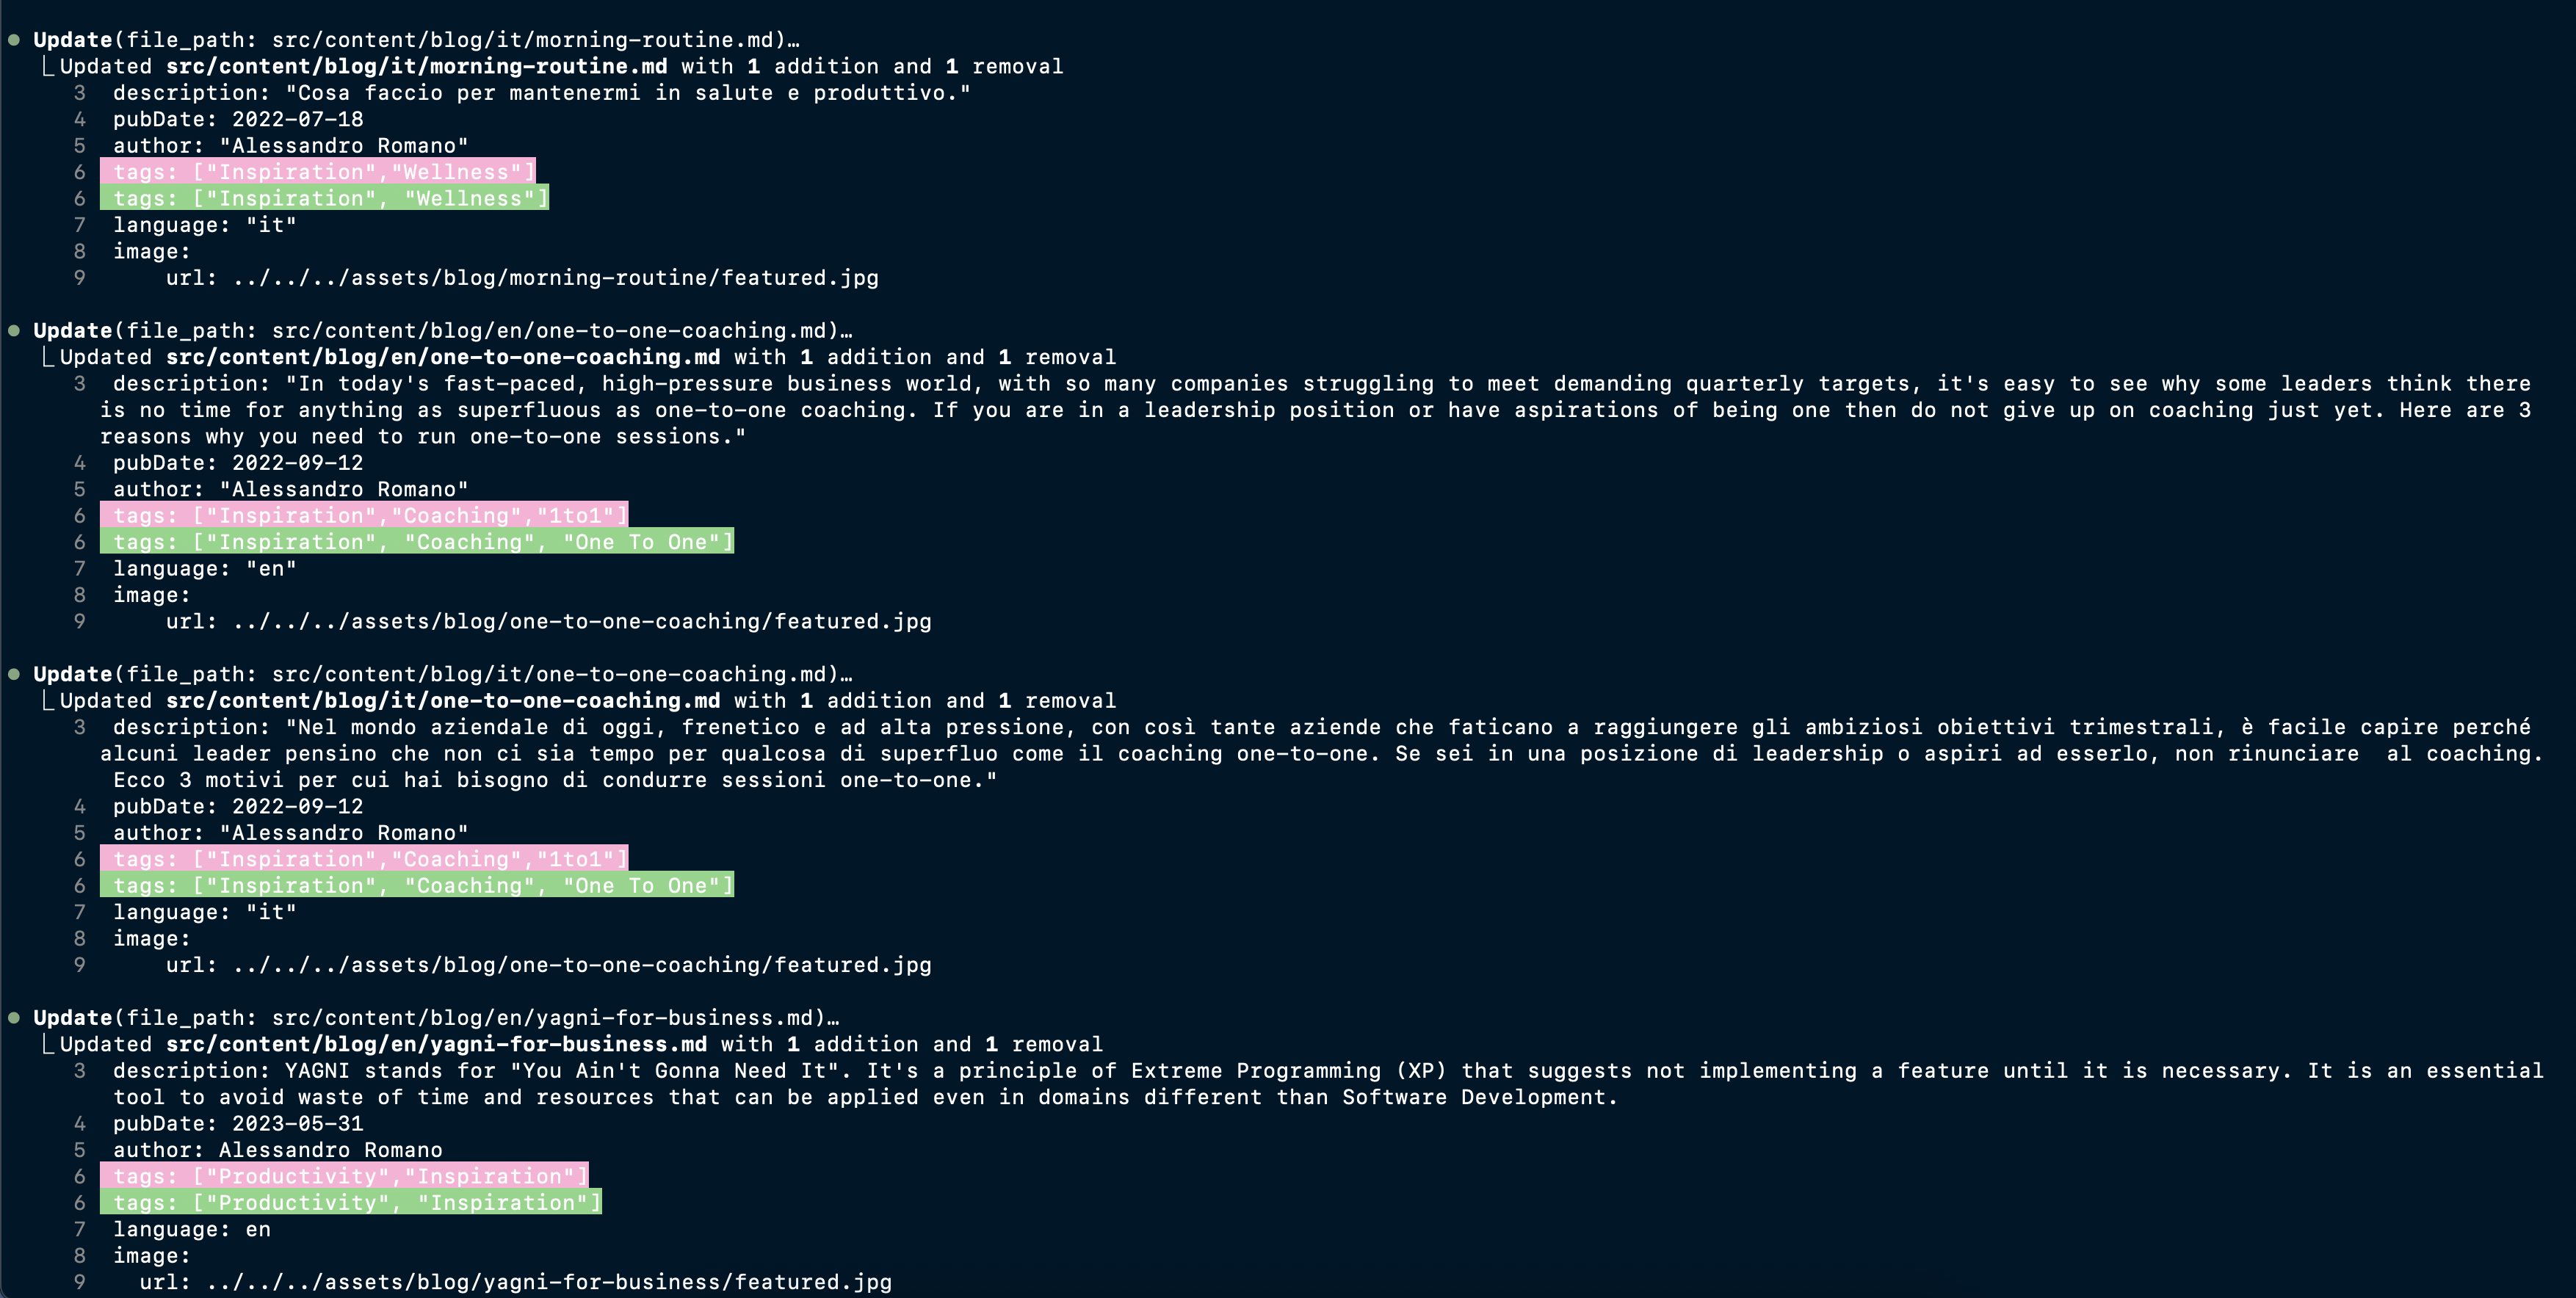 Update(file_path: src/content/blog/it/morning-routine.md)…
Updated src/content/blog/it/morning-routine.md with 1 addition and 1 removal
3 description: "Cosa faccio per mantenermi in salute e produttivo."
4 pubDate: 2022-07-18
5 author: "Alessandro Romano"
6 tags: ["Inspiration","Wellness"]
6 tags: ["Inspiration", "Wellness"]
7 language: "it"
8 image:
9 url: ../../../assets/blog/morning-routine/featured.jpg
Update(file_path: src/content/blog/en/one-to-one-coaching.md)…
Updated src/content/blog/en/one-to-one-coaching.md with 1 addition and 1 removal
3 description: "In today's fast-paced, high-pressure business world, with so many companies struggling to meet demanding quarterly targets, it's easy to see why some leaders think there
is no time for anything as superfluous as one-to-one coaching. If you are in a leadership position or have aspirations of being one then do not give up on coaching just yet. Here are 3
reasons why you need to run one-to-one sessions."
4 pubDate: 2022-09-12
5 author: "Alessandro Romano"
6 tags: ["Inspiration","Coaching","1to1"]
6 tags: ["Inspiration", "Coaching", "One To One"]
7 language: "en"
8 image:
9 url: ../../../assets/blog/one-to-one-coaching/featured.jpg
Update(file_path: src/content/blog/it/one-to-one-coaching.md)…
Updated src/content/blog/it/one-to-one-coaching.md with 1 addition and 1 removal
3 description: "Nel mondo aziendale di oggi, frenetico e ad alta pressione, con così tante aziende che faticano a raggiungere gli ambiziosi obiettivi trimestrali, è facile capire perché
alcuni leader pensino che non ci sia tempo per qualcosa di superfluo come il coaching one-to-one. Se sei in una posizione di leadership o aspiri ad esserlo, non rinunciare  al coaching.
Ecco 3 motivi per cui hai bisogno di condurre sessioni one-to-one."
4 pubDate: 2022-09-12
5 author: "Alessandro Romano"
6 tags: ["Inspiration","Coaching","1to1"]
6 tags: ["Inspiration", "Coaching", "One To One"]
7 language: "it"
8 image:
9 url: ../../../assets/blog/one-to-one-coaching/featured.jpg
Update(file_path: src/content/blog/en/yagni-for-business.md)…
Updated src/content/blog/en/yagni-for-business.md with 1 addition and 1 removal
3 description: YAGNI stands for "You Ain't Gonna Need It". It's a principle of Extreme Programming (XP) that suggests not implementing a feature until it is necessary. It is an essential
tool to avoid waste of time and resources that can be applied even in domains different than Software Development.
4 pubDate: 2023-05-31
5 author: Alessandro Romano
6 tags: ["Productivity","Inspiration"]
6 tags: ["Productivity", "Inspiration"]
7 language: en
8 image:
9 url: ../../../assets/blog/yagni-for-business/featured.jpg